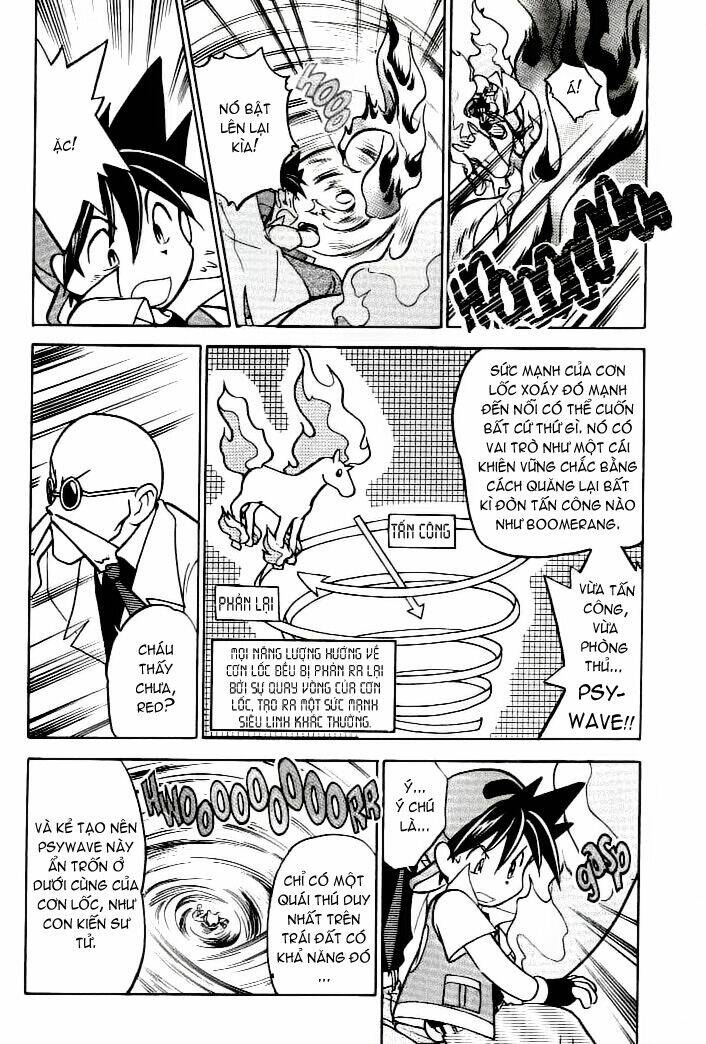 Á!
HWOOOOOOO
NÓ BẬT
LÊN LẠI
KÌA!
HOOO
ẶC!
SỨC MẠNH CỦA CƠN
LỐC XOÁY ĐÓ MẠNH
ĐẾN NỖI CÓ THỂ CUỐN
BẤT CỨ THỨ GÌ. NÓ CÓ
VAI TRÒ NHƯ MỘT CÁI
KHIÊN VỮNG CHẮC BẰNG
CÁCH QUĂNG LẠI BẤT
KÌ ĐÒN TẤN CÔNG NÀO
NHƯ BOOMERANG.
TẤN CÔNG
PHẢN LẠI
MỌI NĂNG LƯỢNG HƯỚNG VỀ
CƠN LỐC ĐỀU BỊ PHẢN RA LẠI
BỞI SỰ QUAY VÒNG CỦA CƠN
LỐC, TẠO RA MỘT SỨC MẠNH
SIÊU LINH KHÁC THƯỜNG.
VỪA TẤN
CÔNG,
VỪA
PHÒNG
THỦ...
PSY-
WAVE!!
CHÁU
THẤY
CHƯA,
RED?
Ý...
Ý CHÚ
LÀ...
gasp
HWOOOOOOOOORR
CHỈ CÓ MỘT
QUÁI THÚ DUY
NHẤT TRÊN
TRÁI ĐẤT CÓ
KHẢ NĂNG ĐÓ
...
VÀ KẺ TẠO NÊN
PSYWAVE NÀY
ẨN TRỐN Ở
DƯỚI CÙNG CỦA
CƠN LỐC, NHƯ
CON KIẾN SƯ
TỬ.